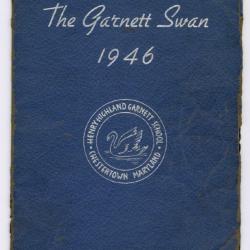 The Garnett Swan
1946
HENRY HIGHLAND GARNETT SCHOOL
CHESTERTOWN MARYLAND